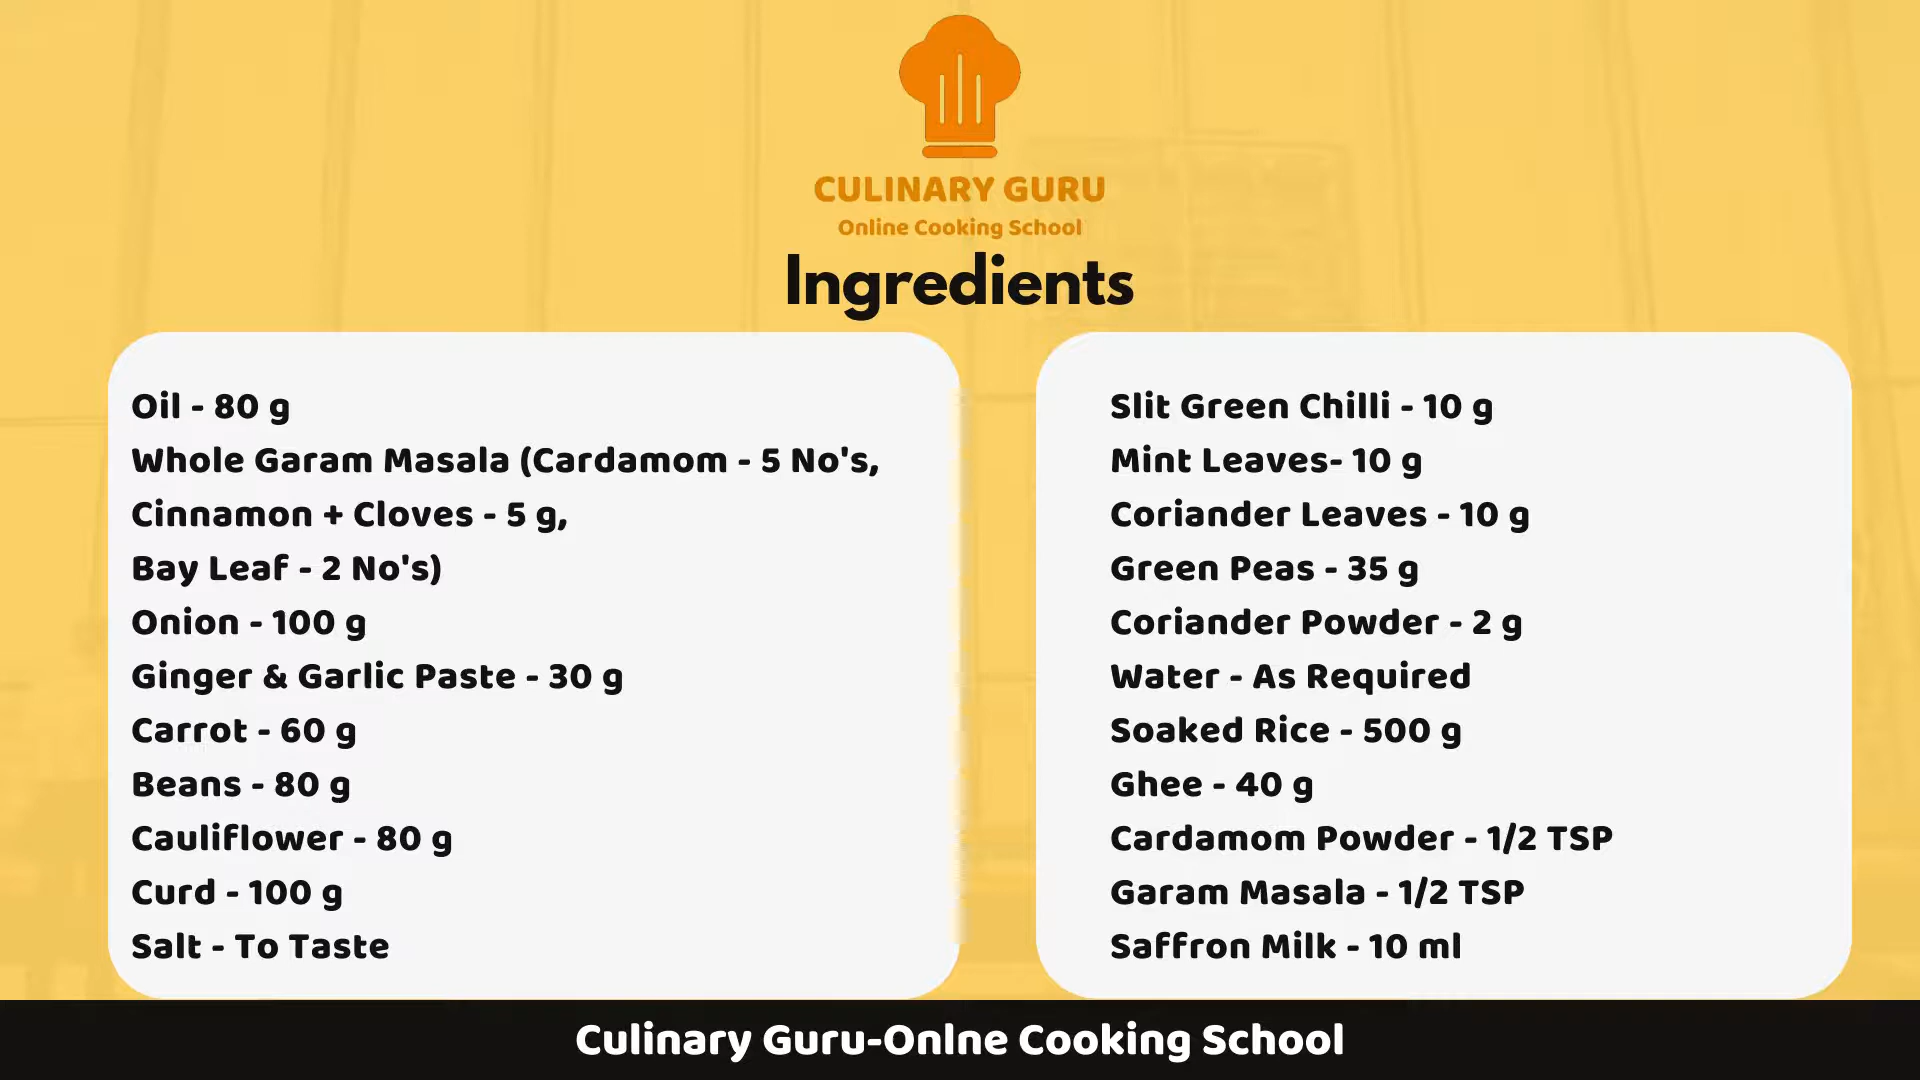 CULINARY GURU
Online Cooking School
Ingredients
Oil - 80 g
Whole Garam Masala (Cardamom - 5 No's,
Cinnamon + Cloves - 5 g,
Bay Leaf - 2 No's)
Onion - 100 g
Ginger & Garlic Paste - 30 g
Carrot - 60 g
Beans - 80 g
Cauliflower - 80 g
Curd - 100 g
Salt - To Taste
Slit Green Chilli - 10 g
Mint Leaves- 10 g
Coriander Leaves - 10 g
Green Peas - 35 g
Coriander Powder - 2 g
Water - As Required
Soaked Rice - 500 g
Ghee - 40 g
Cardamom Powder - 1/2 TSP
Garam Masala - 1/2 TSP
Saffron Milk - 10 ml
Culinary Guru-Onlne Cooking School